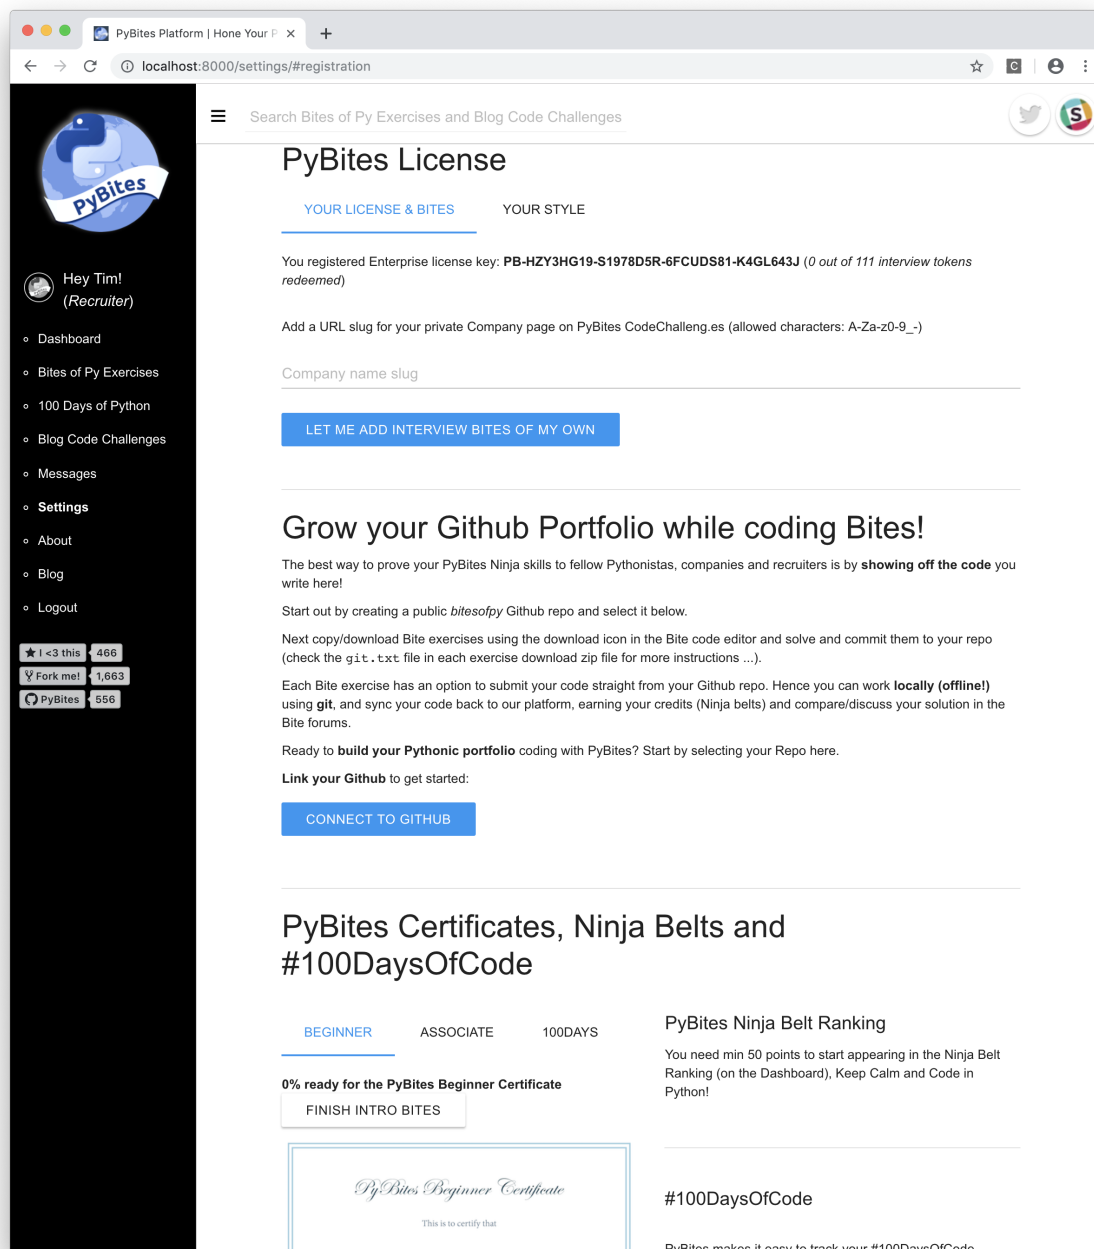 PyBites Platform | Hone Your P
localhost:8000/settings/#registration
C
Search Bites of Py Exercises and Blog Code Challenges
S
PyBites
Hey Tim!
(Recruiter)
Dashboard
Bites of Py Exercises
100 Days of Python
Blog Code Challenges
Messages
Settings
About
Blog
Logout
I <3 this 466
Fork me! 1,663
PyBites 556
PyBites License
YOUR LICENSE & BITES YOUR STYLE
You registered Enterprise license key: PB-HZY3HG19-S1978D5R-6FCUDS81-K4GL643J (0 out of 111 interview tokens
redeemed)
Add a URL slug for your private Company page on PyBites CodeChalleng.es (allowed characters: A-Za-z0-9_-)
Company name slug
LET ME ADD INTERVIEW BITES OF MY OWN
Grow your Github Portfolio while coding Bites!
The best way to prove your PyBites Ninja skills to fellow Pythonistas, companies and recruiters is by showing off the code you
write here!
Start out by creating a public bitesofpy Github repo and select it below.
Next copy/download Bite exercises using the download icon in the Bite code editor and solve and commit them to your repo
(check the git.txt file in each exercise download zip file for more instructions ...).
Each Bite exercise has an option to submit your code straight from your Github repo. Hence you can work locally (offline!)
using git, and sync your code back to our platform, earning your credits (Ninja belts) and compare/discuss your solution in the
Bite forums.
Ready to build your Pythonic portfolio coding with PyBites? Start by selecting your Repo here.
Link your Github to get started:
CONNECT TO GITHUB
PyBites Certificates, Ninja Belts and
#100DaysOfCode
BEGINNER ASSOCIATE 100DAYS
0% ready for the PyBites Beginner Certificate
FINISH INTRO BITES
PyBites Beginner Certificate
This is to certify that
PyBites Ninja Belt Ranking
You need min 50 points to start appearing in the Ninja Belt
Ranking (on the Dashboard), Keep Calm and Code in
Python!
#100DaysOfCode
PyBites makes it easy to track your #100DaysOfCode